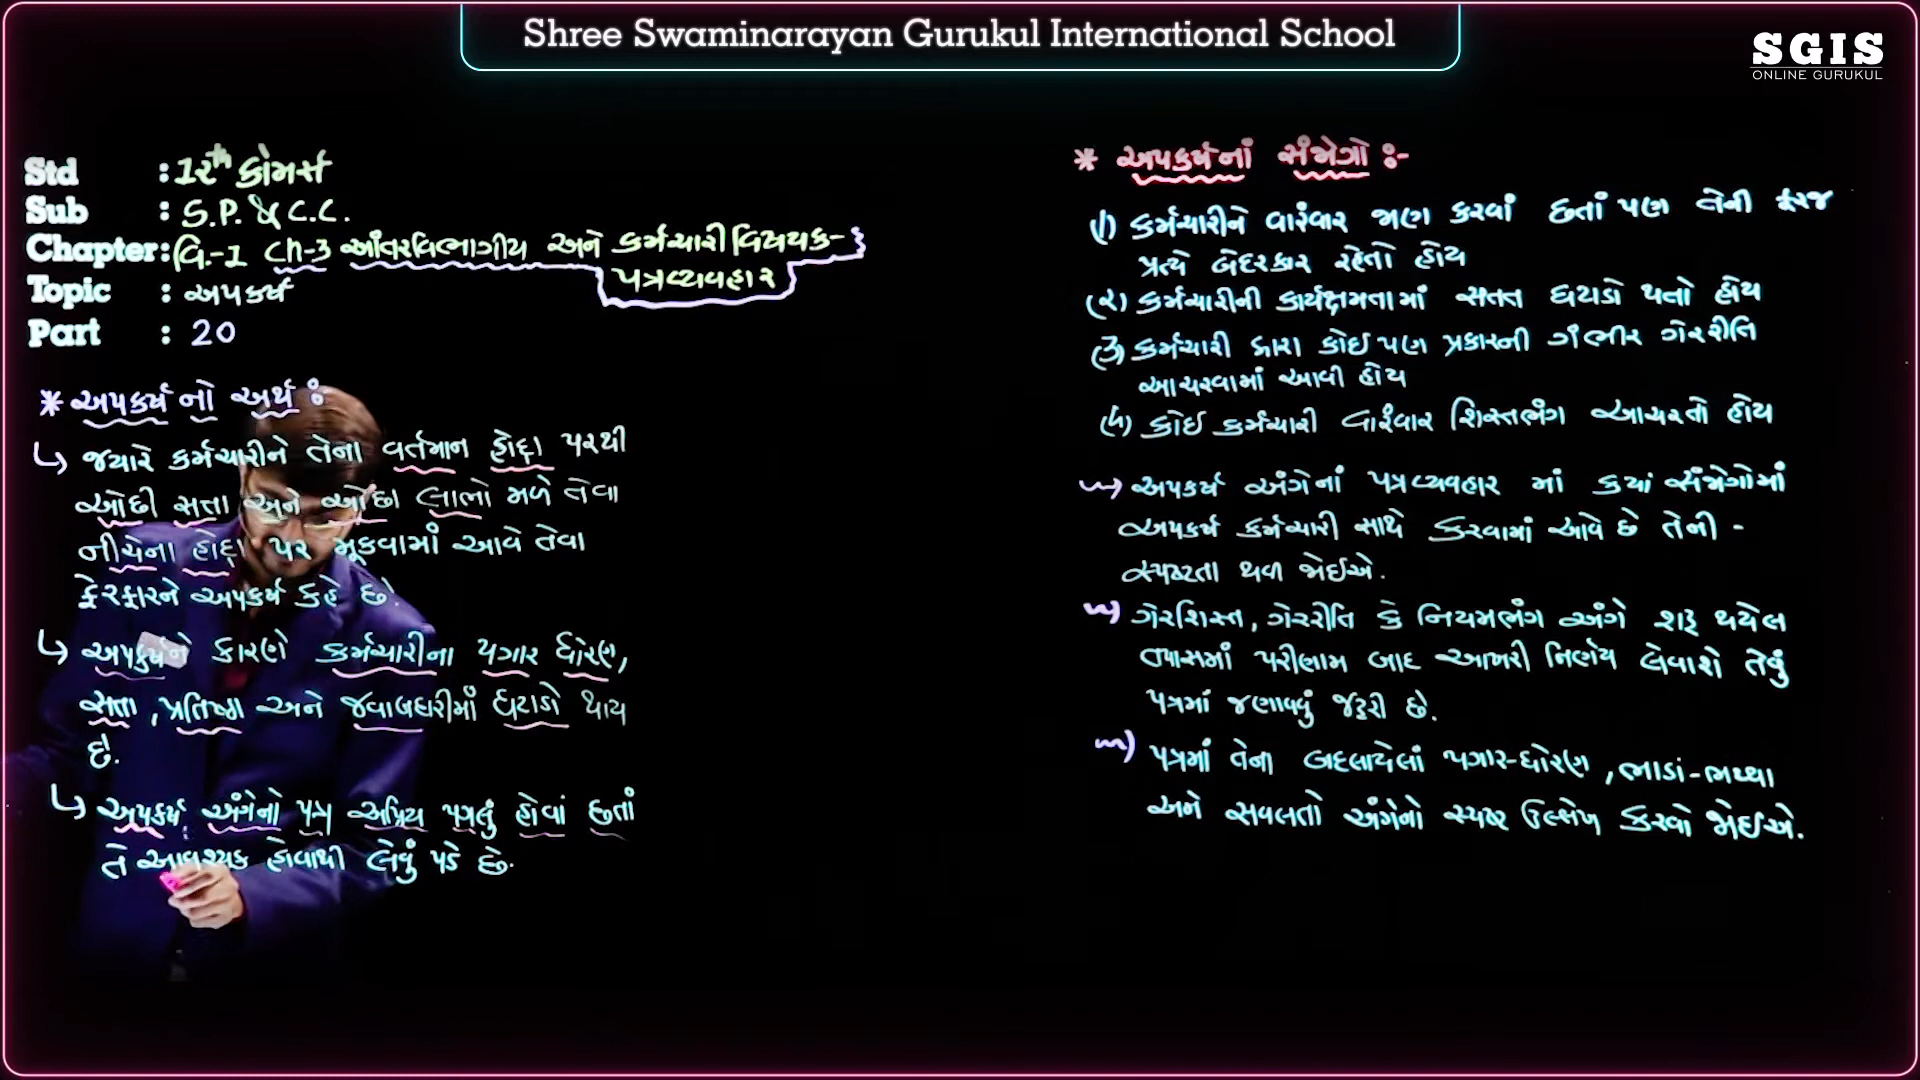 Shree Swaminarayan Gurukul International School
SGIS
ONLINE GURUKUL
Std : 12th કોમર્સ
Sub : S.P. & C.C.
Chapter: વિ.-1 Ch-3 આંતરવિભાગીય અને કર્મચારી વિષયક-
પત્રવ્યવહાર
Topic : અપકર્ષ
Part : 20
* અપકર્ષ નો અર્થ :
↳ જ્યારે કર્મચારીને તેના વર્તમાન હોદ્દા પરથી
ઓછી સત્તા અને ઓછા લાભો મળે તેવા
નીચેના હોદ્દા પર મૂકવામાં આવે તેવા
ફેરફારને અપકર્ષ કહે છે.
↳ અપકર્ષને કારણે કર્મચારીના પગાર ધોરણ,
સત્તા, પ્રતિષ્ઠા અને જવાબદારીમાં ઘટાડો થાય
છે.
↳ અપકર્ષ અંગેનો પત્ર અપ્રિય પગલું હોવાં છતાં
તે આવશ્યક હોવાથી લેવું પડે છે.
* અપકર્ષનાં સંજોગો :-
(1) કર્મચારીને વારંવાર જાણ કરવાં છતાં પણ તેની ફરજ
પ્રત્યે બેદરકાર રહેતો હોય
(૨) કર્મચારીની કાર્યક્ષમતામાં સતત ઘટાડો થતો હોય
(૩) કર્મચારી દ્વારા કોઈ પણ પ્રકારની ગંભીર ગેરરીતિ
આચરવામાં આવી હોય
(૪) કોઈ કર્મચારી વારંવાર શિસ્તભંગ આચરતો હોય
અપકર્ષ અંગેનાં પત્રવ્યવહાર માં કયાં સંજોગોમાં
અપકર્ષ કર્મચારી સાથે કરવામાં આવે છે તેની -
સ્પષ્ટતા થવી જોઈએ.
ગેરશિસ્ત, ગેરરીતિ કે નિયમભંગ અંગે શરૂ થયેલ
તપાસમાં પરીણામ બાદ આખરી નિર્ણય લેવાશે તેવું
પત્રમાં જણાવવું જરૂરી છે.
પત્રમાં તેના બદલાયેલાં પગાર-ધોરણ, ભાડાં-ભથ્થા
અને સવલતો અંગેનો સ્પષ્ટ ઉલ્લેખ કરવો જોઈએ.